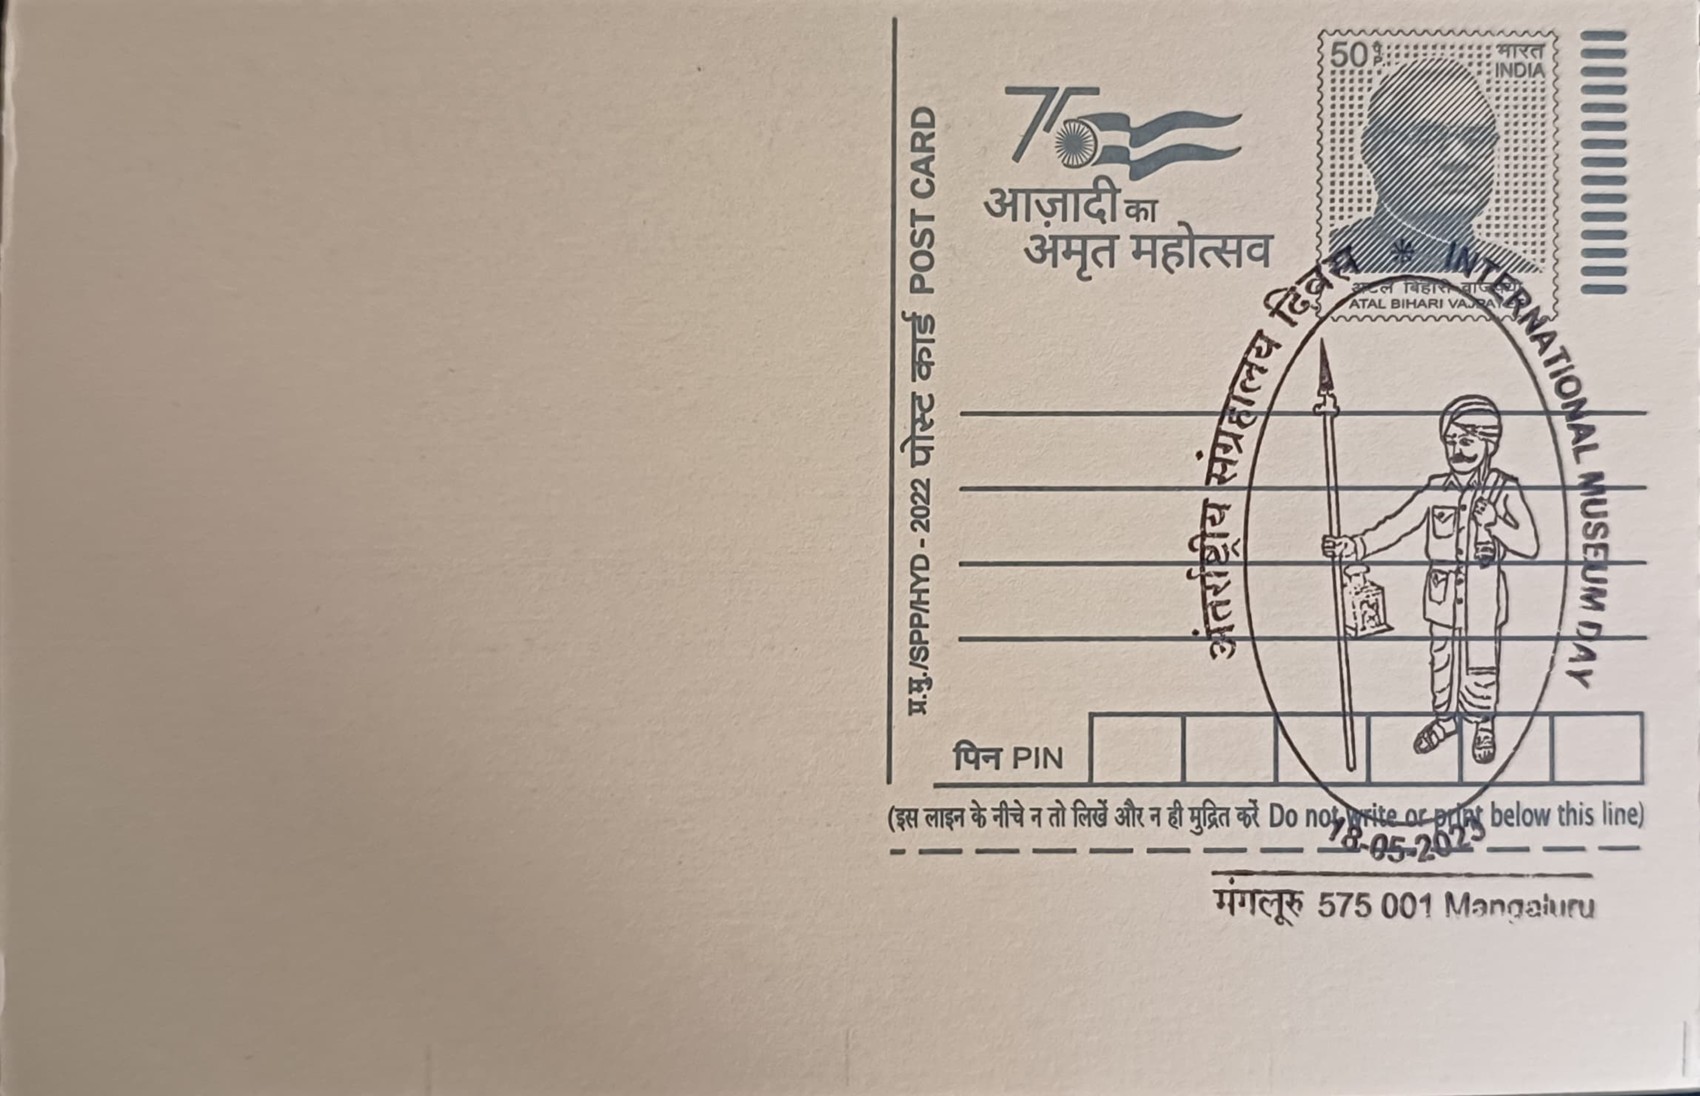 50 पै P.
भारत
INDIA
75
आज़ादी का
अमृत महोत्सव
अटल बिहारी वाजपेयी
ATAL BIHARI VAJPAYEE
प्र.मु./SPP/HYD - 2022 पोस्ट कार्ड POST CARD
अंतर्राष्ट्रीय संग्रहालय दिवस * INTERNATIONAL MUSEUM DAY
पिन PIN
(इस लाइन के नीचे न तो लिखें और न ही मुद्रित करें Do not write or print below this line)
18-05-2023
मंगलूरु 575 001 Mangaluru